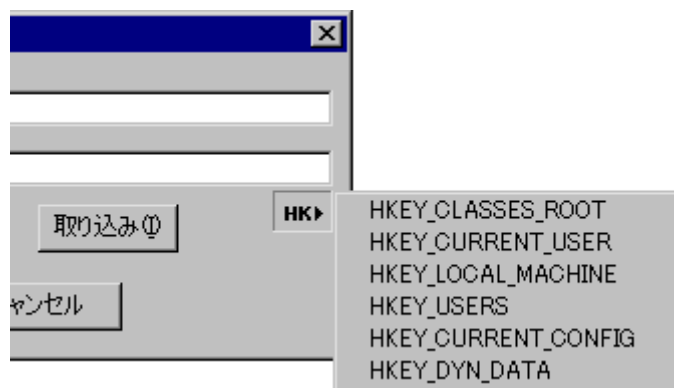 取り込み(I)
HK
HKEY_CLASSES_ROOT
HKEY_CURRENT_USER
HKEY_LOCAL_MACHINE
HKEY_USERS
ャンセル
HKEY_CURRENT_CONFIG
HKEY_DYN_DATA